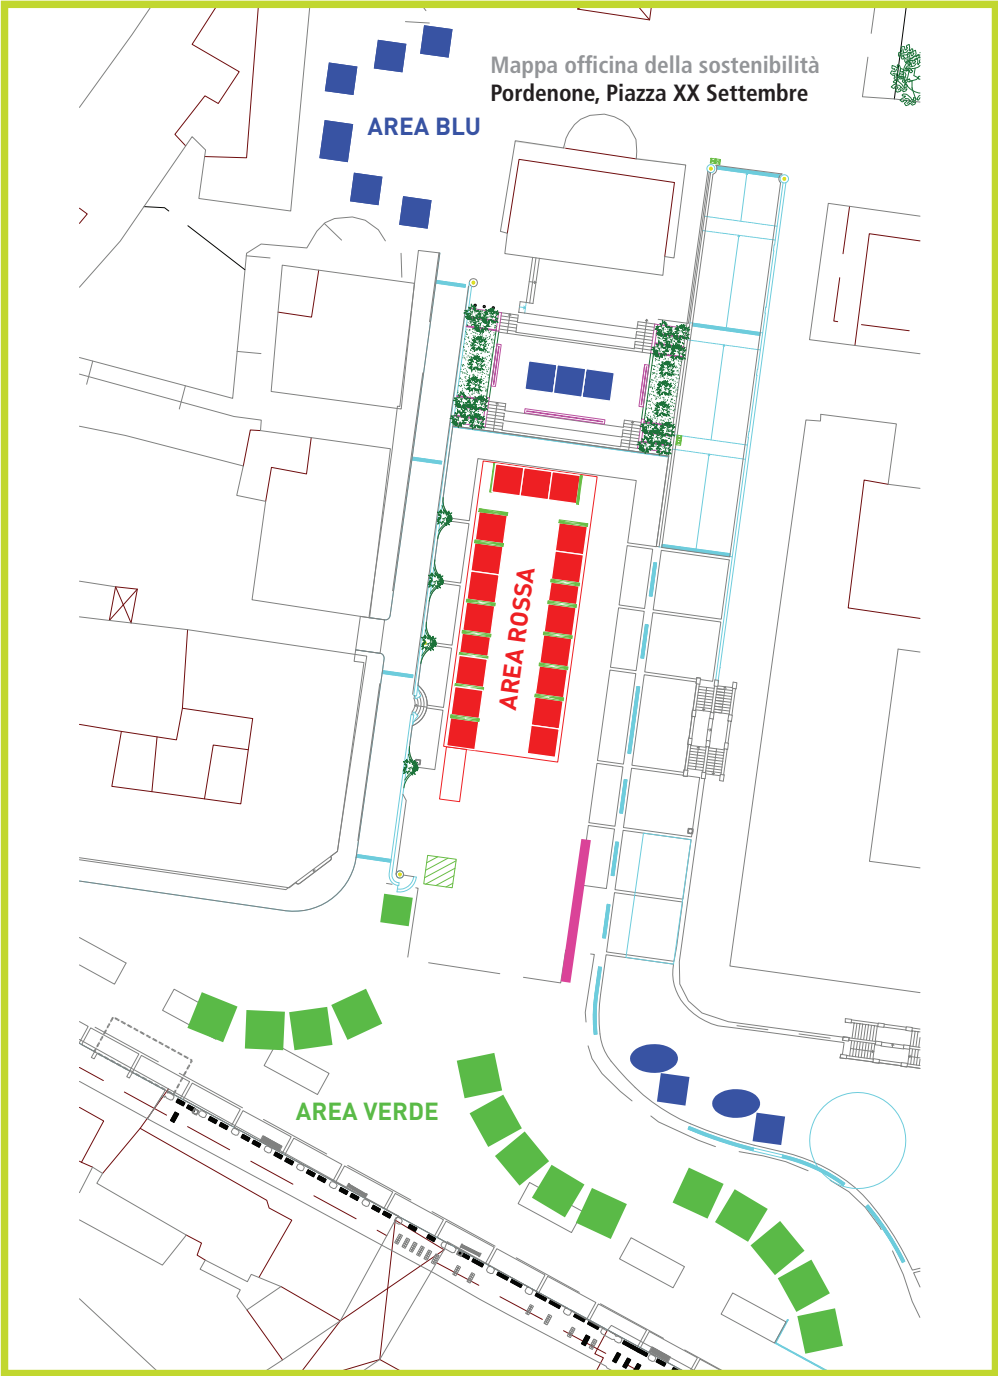 Mappa officina della sostenibilità
Pordenone, Piazza XX Settembre
AREA BLU
AREA ROSSA
AREA VERDE